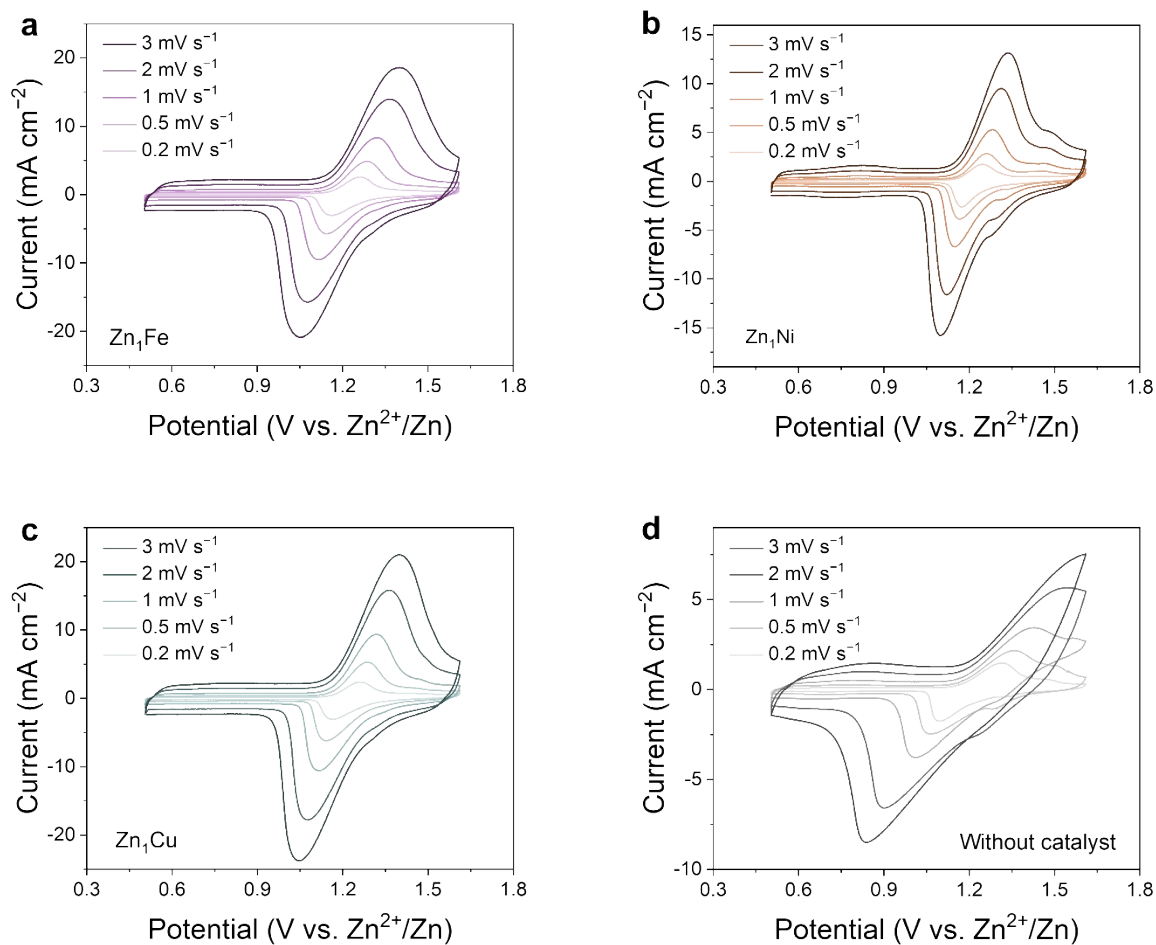 a
3 mV s⁻¹
2 mV s⁻¹
1 mV s⁻¹
0.5 mV s⁻¹
0.2 mV s⁻¹
20
10
0
-10
-20
Current (mA cm⁻²)
Zn₁Fe
0.3 0.6 0.9 1.2 1.5 1.8
Potential (V vs. Zn²⁺/Zn)
b
3 mV s⁻¹
2 mV s⁻¹
1 mV s⁻¹
0.5 mV s⁻¹
0.2 mV s⁻¹
15
10
5
0
-5
-10
-15
Current (mA cm⁻²)
Zn₁Ni
0.3 0.6 0.9 1.2 1.5 1.8
Potential (V vs. Zn²⁺/Zn)
c
3 mV s⁻¹
2 mV s⁻¹
1 mV s⁻¹
0.5 mV s⁻¹
0.2 mV s⁻¹
20
10
0
-10
-20
Current (mA cm⁻²)
Zn₁Cu
0.3 0.6 0.9 1.2 1.5 1.8
Potential (V vs. Zn²⁺/Zn)
d
3 mV s⁻¹
2 mV s⁻¹
1 mV s⁻¹
0.5 mV s⁻¹
0.2 mV s⁻¹
5
0
-5
-10
Current (mA cm⁻²)
Without catalyst
0.3 0.6 0.9 1.2 1.5 1.8
Potential (V vs. Zn²⁺/Zn)